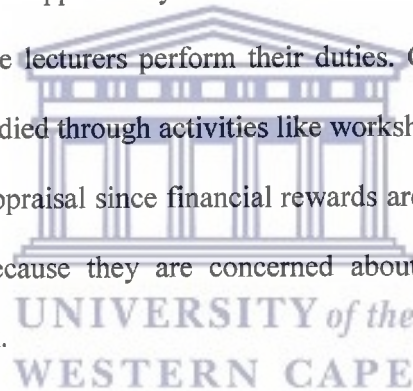 e lecturers perform their duties.
died through activities like worksh
ppraisal since financial rewards are
ecause they are concerned about
UNIVERSITY of the
.
WESTERN CAPE